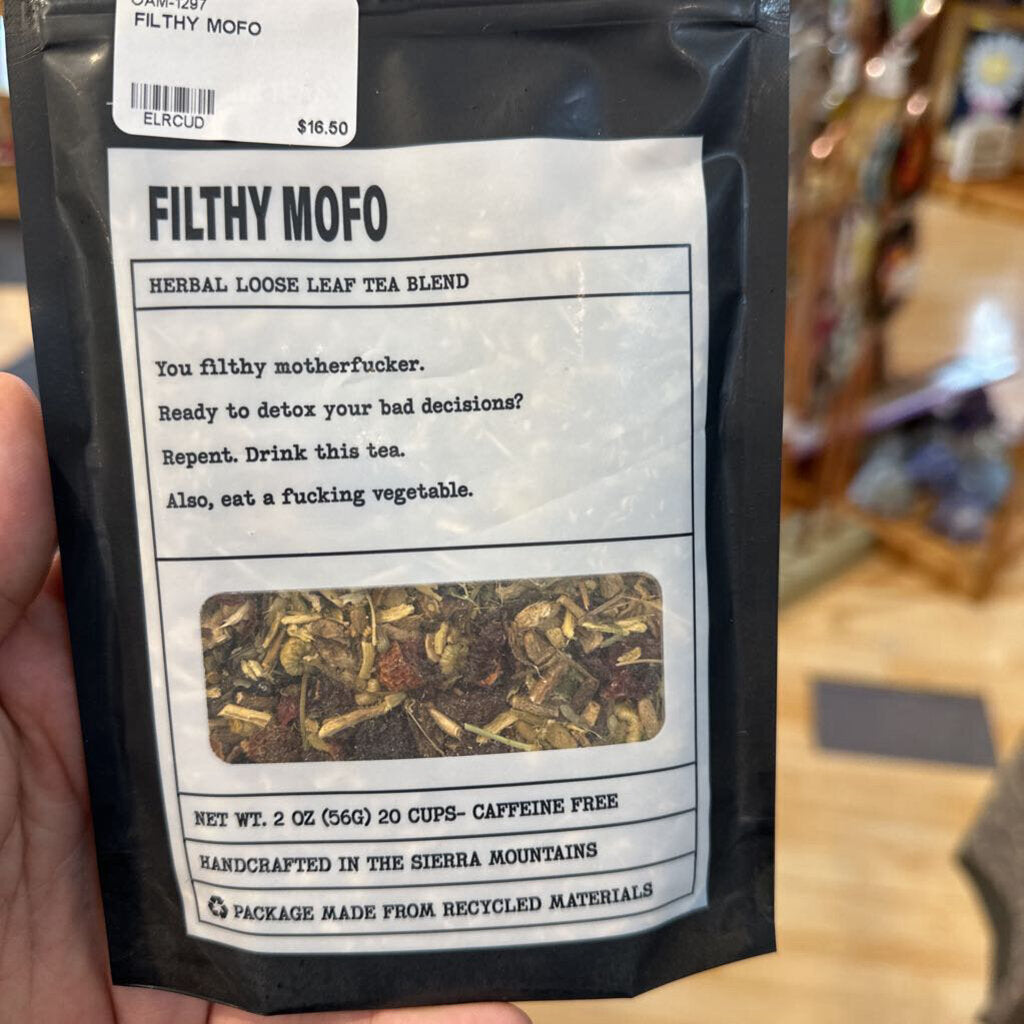 OAM-1297
FILTHY MOFO
ELRCUD
$16.50
FILTHY MOFO
HERBAL LOOSE LEAF TEA BLEND
You filthy motherfucker.
Ready to detox your bad decisions?
Repent. Drink this tea.
Also, eat a fucking vegetable.
NET WT. 2 OZ (56G) 20 CUPS- CAFFEINE FREE
HANDCRAFTED IN THE SIERRA MOUNTAINS
PACKAGE MADE FROM RECYCLED MATERIALS